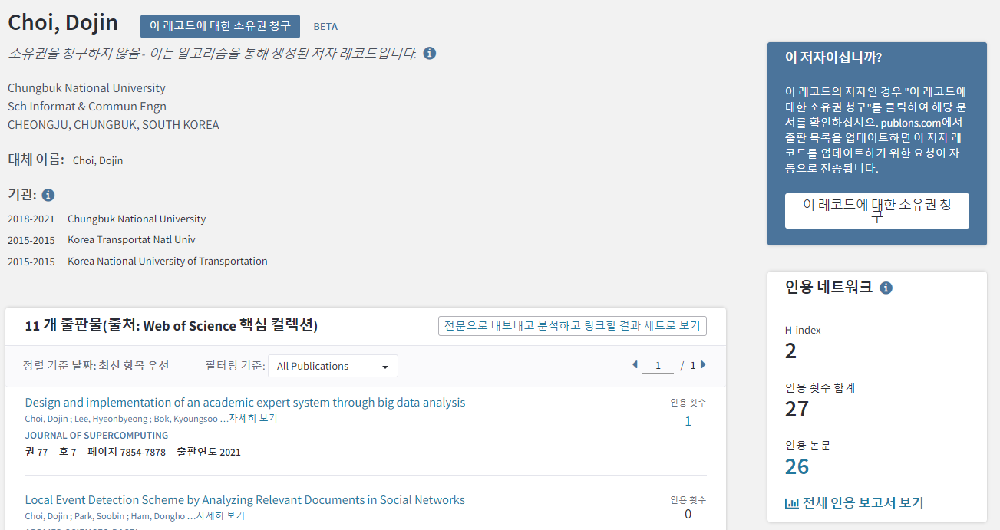 Choi, Dojin
이 레코드에 대한 소유권 청구
BETA
소유권을 청구하지 않음 - 이는 알고리즘을 통해 생성된 저자 레코드입니다.
Chungbuk National University
Sch Informat & Commun Engn
CHEONGJU, CHUNGBUK, SOUTH KOREA
대체 이름: Choi, Dojin
기관:
2018-2021 Chungbuk National University
2015-2015 Korea Transportat Natl Univ
2015-2015 Korea National University of Transportation
이 저자이십니까?
이 레코드의 저자인 경우 "이 레코드에
대한 소유권 청구"를 클릭하여 해당 문
서를 확인하십시오. publons.com에서
출판 목록을 업데이트하면 이 저자 레
코드를 업데이트하기 위한 요청이 자
동으로 전송됩니다.
이 레코드에 대한 소유권 청
구
11 개 출판물(출처: Web of Science 핵심 컬렉션)
전문으로 내보내고 분석하고 링크할 결과 세트로 보기
정렬 기준 날짜: 최신 항목 우선
필터링 기준: All Publications
1 / 1
Design and implementation of an academic expert system through big data analysis
Choi, Dojin ; Lee, Hyeonbyeong ; Bok, Kyoungsoo …자세히 보기
JOURNAL OF SUPERCOMPUTING
권 77 호 7 페이지 7854-7878 출판연도 2021
인용 횟수
1
Local Event Detection Scheme by Analyzing Relevant Documents in Social Networks
Choi, Dojin ; Park, Soobin ; Ham, Dongho …자세히 보기
인용 횟수
0
인용 네트워크
H-index
2
인용 횟수 합계
27
인용 논문
26
전체 인용 보고서 보기